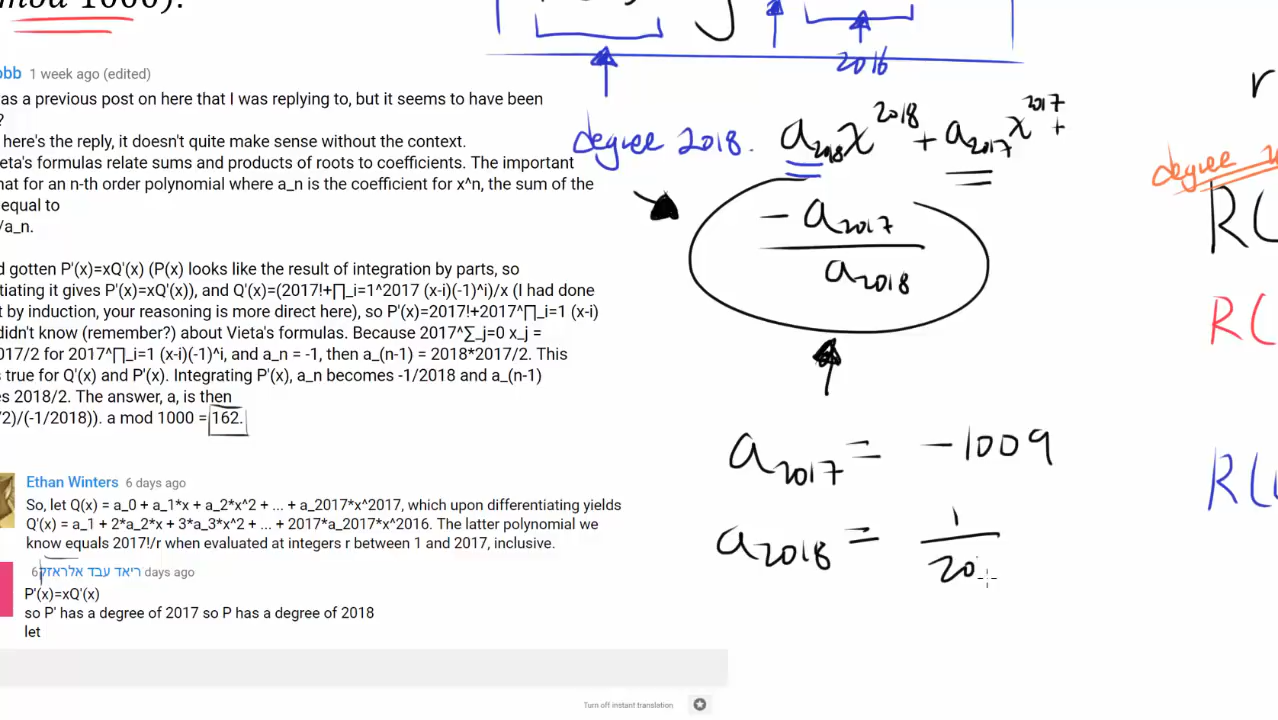 1000).
2016
obb 1 week ago (edited)
as a previous post on here that I was replying to, but it seems to have been
?
here's the reply, it doesn't quite make sense without the context.
eta's formulas relate sums and products of roots to coefficients. The important
hat for an n-th order polynomial where a_n is the coefficient for x^n, the sum of the
equal to
/a_n.
d gotten P'(x)=xQ'(x) (P(x) looks like the result of integration by parts, so
tiating it gives P'(x)=xQ'(x)), and Q'(x)=(2017!+∏_i=1^2017 (x-i)(-1)^i)/x (I had done
t by induction, your reasoning is more direct here), so P'(x)=2017!+2017^∏_i=1 (x-i)
didn't know (remember?) about Vieta's formulas. Because 2017^∑_j=0 x_j =
017/2 for 2017^∏_i=1 (x-i)(-1)^i, and a_n = -1, then a_(n-1) = 2018*2017/2. This
s true for Q'(x) and P'(x). Integrating P'(x), a_n becomes -1/2018 and a_(n-1)
es 2018/2. The answer, a, is then
/2)/(-1/2018)). a mod 1000 = 162.
Ethan Winters 6 days ago
So, let Q(x) = a_0 + a_1*x + a_2*x^2 + ... + a_2017*x^2017, which upon differentiating yields
Q'(x) = a_1 + 2*a_2*x + 3*a_3*x^2 + ... + 2017*a_2017*x^2016. The latter polynomial we
know equals 2017!/r when evaluated at integers r between 1 and 2017, inclusive.
ריאד עבד אלראזק 6 days ago
P'(x)=xQ'(x)
so P' has a degree of 2017 so P has a degree of 2018
let
Turn off instant translation
degree 2018. a₂₀₁₈x²⁰¹⁸ + a₂₀₁₇x²⁰¹⁷ +
- a₂₀₁₇
a₂₀₁₈
a₂₀₁₇ = -1009
a₂₀₁₈ = 1
20
r
degree
R(
R(
R(